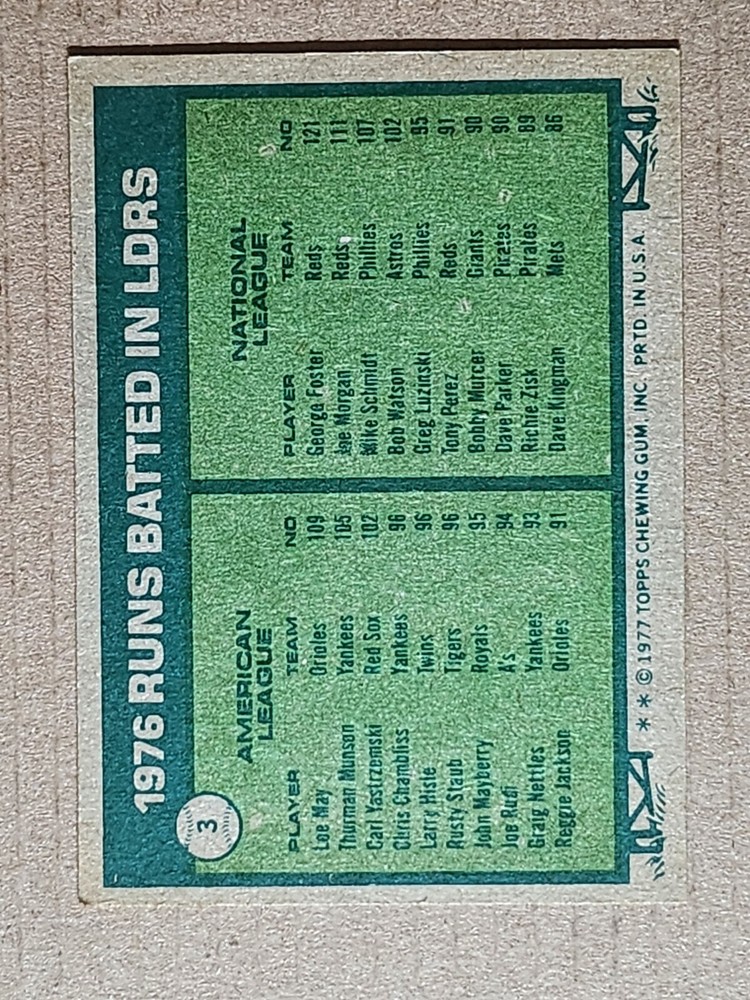 1976 RUNS BATTED IN LDRS
3
AMERICAN
LEAGUE
PLAYER TEAM NO
Lee May Orioles 109
Thurman Munson Yankees 105
Carl Yastrzemski Red Sox 102
Chris Chambliss Yankees 96
Larry Hisle Twins 96
Rusty Staub Tigers 96
John Mayberry Royals 95
Joe Rudi A's 94
Graig Nettles Yankees 93
Reggie Jackson Orioles 91
NATIONAL
LEAGUE
PLAYER TEAM NO
George Foster Reds 121
Joe Morgan Reds 111
Mike Schmidt Phillies 107
Bob Watson Astros 102
Greg Luzinski Phillies 95
Tony Perez Reds 91
Bobby Murcer Giants 90
Dave Parker Pirates 90
Richie Zisk Pirates 89
Dave Kingman Mets 86
* * © 1977 TOPPS CHEWING GUM, INC. PRTD. IN U.S.A.